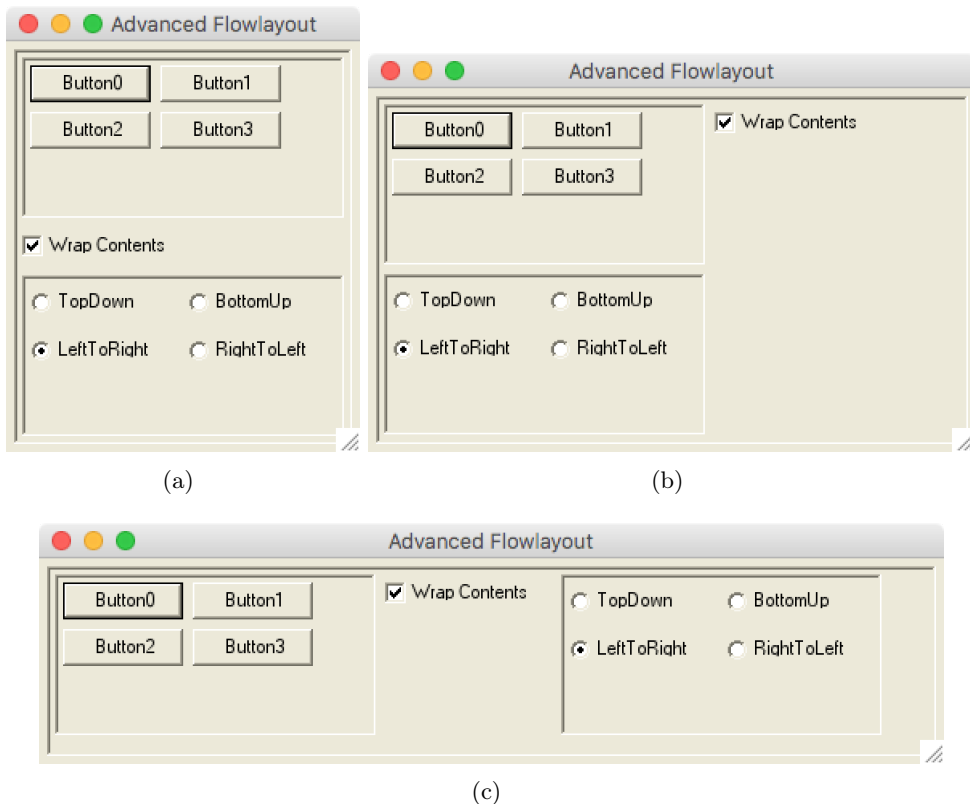 Advanced Flowlayout
Button0 Button1
Button2 Button3
Wrap Contents
TopDown BottomUp
LeftToRight RightToLeft
(a)
Advanced Flowlayout
Button0 Button1 Wrap Contents
Button2 Button3
TopDown BottomUp
LeftToRight RightToLeft
(b)
Advanced Flowlayout
Button0 Button1 Wrap Contents TopDown BottomUp
Button2 Button3 LeftToRight RightToLeft
(c)